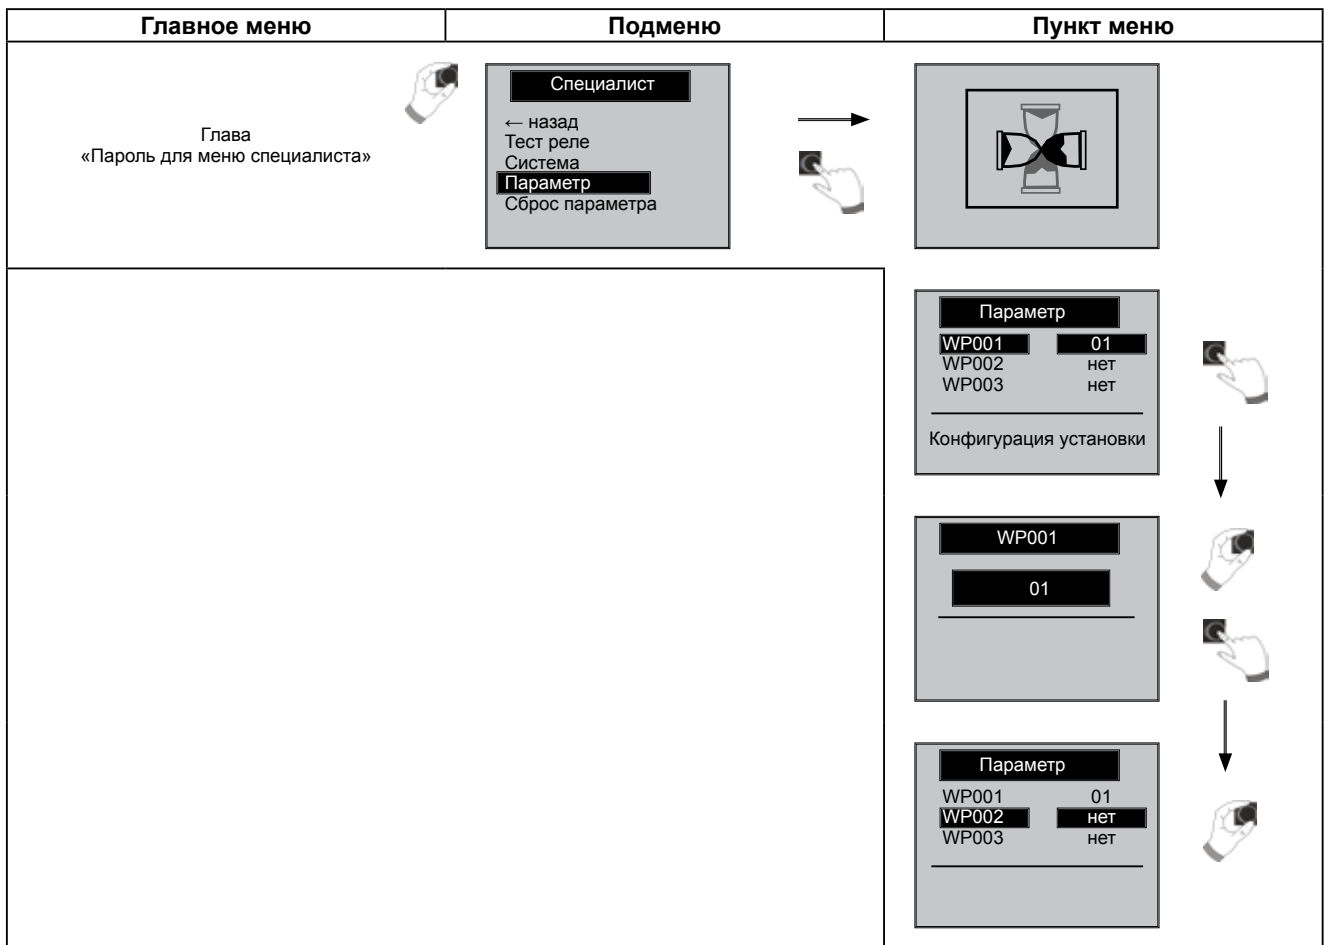 Главное меню
Подменю
Пункт меню
Глава
«Пароль для меню специалиста»
Специалист
← назад
Тест реле
Система
Параметр
Сброс параметра
Параметр
WP001 01
WP002 нет
WP003 нет
Конфигурация установки
WP001
01
Параметр
WP001 01
WP002 нет
WP003 нет